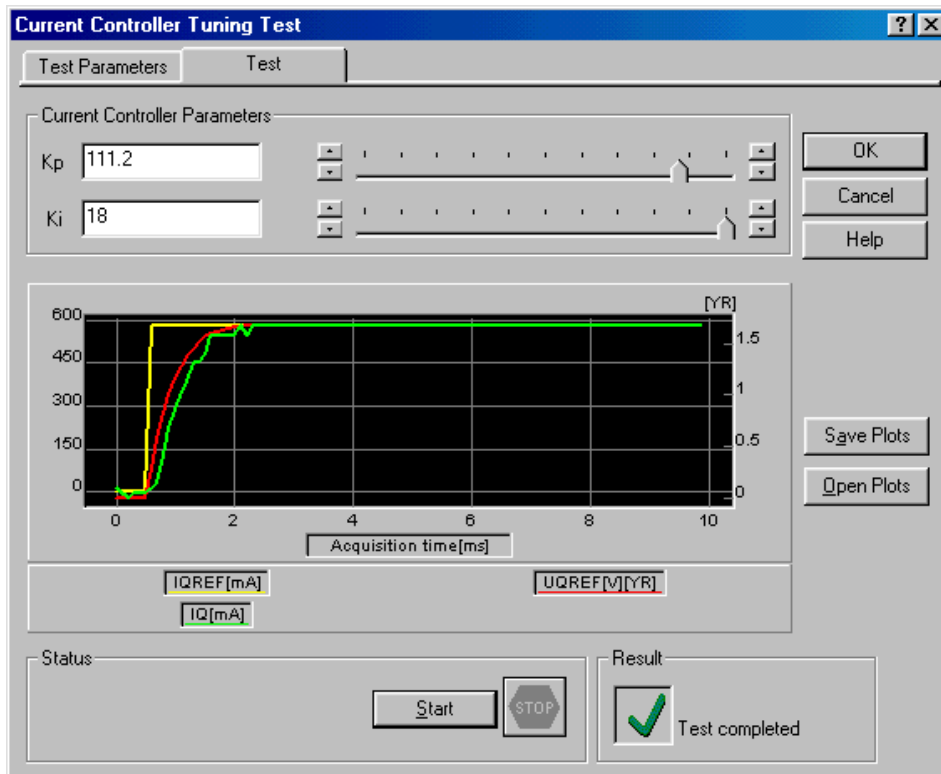 Current Controller Tuning Test
Test Parameters
Test
Current Controller Parameters
Kp 111.2
OK
Ki 18
Cancel
Help
[YR]
600
450
300
150
0
1.5
1
0.5
0
0 2 4 6 8 10
Acquisition time[ms]
Save Plots
Open Plots
IQREF[mA]
UQREF[V][YR]
IQ[mA]
Status
Start
STOP
Result
Test completed